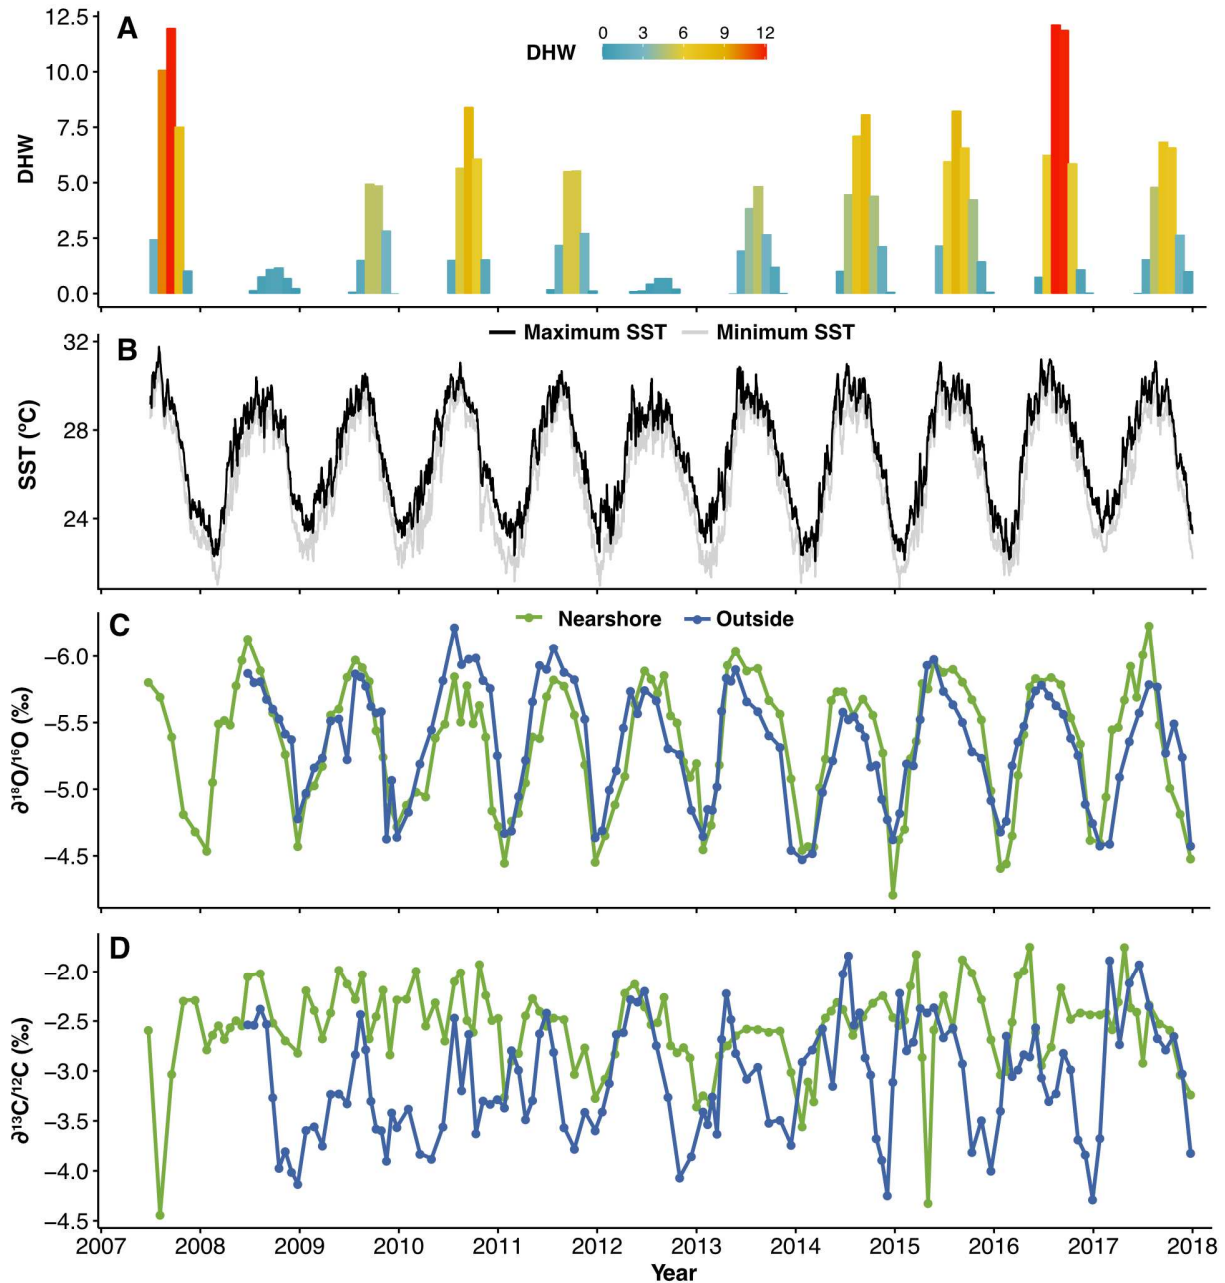 A
DHW
0 3 6 9 12
12.5
10.0
7.5
5.0
2.5
0.0
DHW
B
Maximum SST
Minimum SST
32
28
24
SST (°C)
C
Nearshore
Outside
−6.0
−5.5
−5.0
−4.5
∂¹⁸O/¹⁶O (‰)
D
−2.0
−2.5
−3.0
−3.5
−4.0
−4.5
∂¹³C/¹²C (‰)
2007 2008 2009 2010 2011 2012 2013 2014 2015 2016 2017 2018
Year